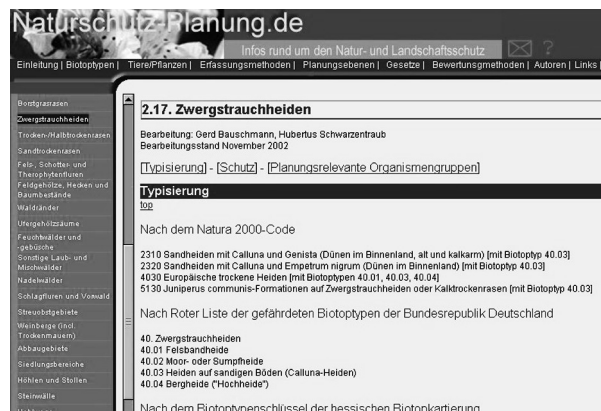 Naturschutz-Planung.de
Infos rund um den Natur- und Landschaftsschutz
Einleitung | Biotoptypen | Tiere/Pflanzen | Erfassungsmethoden | Planungsebenen | Gesetze | Bewertunsgmethoden | Autoren | Links |
Borstgrasrasen
Zwergstrauchheiden
Trocken-/Halbtrockenrasen
Sandtrockenrasen
Fels-, Schotter- und
Therophytenfluren
Feldgehölze, Hecken und
Baumbestände
Waldränder
Ufergehölzsäume
Feuchtwälder und
-gebüsche
Sonstige Laub- und
Mischwälder
Nadelwälder
Schlagfluren und Vorwald
Streuobstgebiete
Weinberge (incl.
Trockenmauern)
Abbaugebiete
Siedlungsbereiche
Höhlen und Stollen
Steinwälle
2.17. Zwergstrauchheiden
Bearbeitung: Gerd Bauschmann, Hubertus Schwarzentraub
Bearbeitungsstand November 2002
[Typisierung] - [Schutz] - [Planungsrelevante Organismengruppen]
Typisierung
top
Nach dem Natura 2000-Code
2310 Sandheiden mit Calluna und Genista (Dünen im Binnenland, alt und kalkarm) [mit Biotoptyp 40.03]
2320 Sandheiden mit Calluna und Empetrum nigrum (Dünen im Binnenland) [mit Biotoptyp 40.03]
4030 Europäische trockene Heiden [mit Biotoptypen 40.01, 40.03, 40.04]
5130 Juniperus communis-Formationen auf Zwergstrauchheiden oder Kalktrockenrasen [mit Biotoptyp 40.03]
Nach Roter Liste der gefährdeten Biotoptypen der Bundesrepublik Deutschland
40. Zwergstrauchheiden
40.01 Felsbandheide
40.02 Moor- oder Sumpfheide
40.03 Heiden auf sandigen Böden (Calluna-Heiden)
40.04 Bergheide ("Hochheide")
Nach dem Biotoptypenschlüssel der hessischen Biotopkartierung